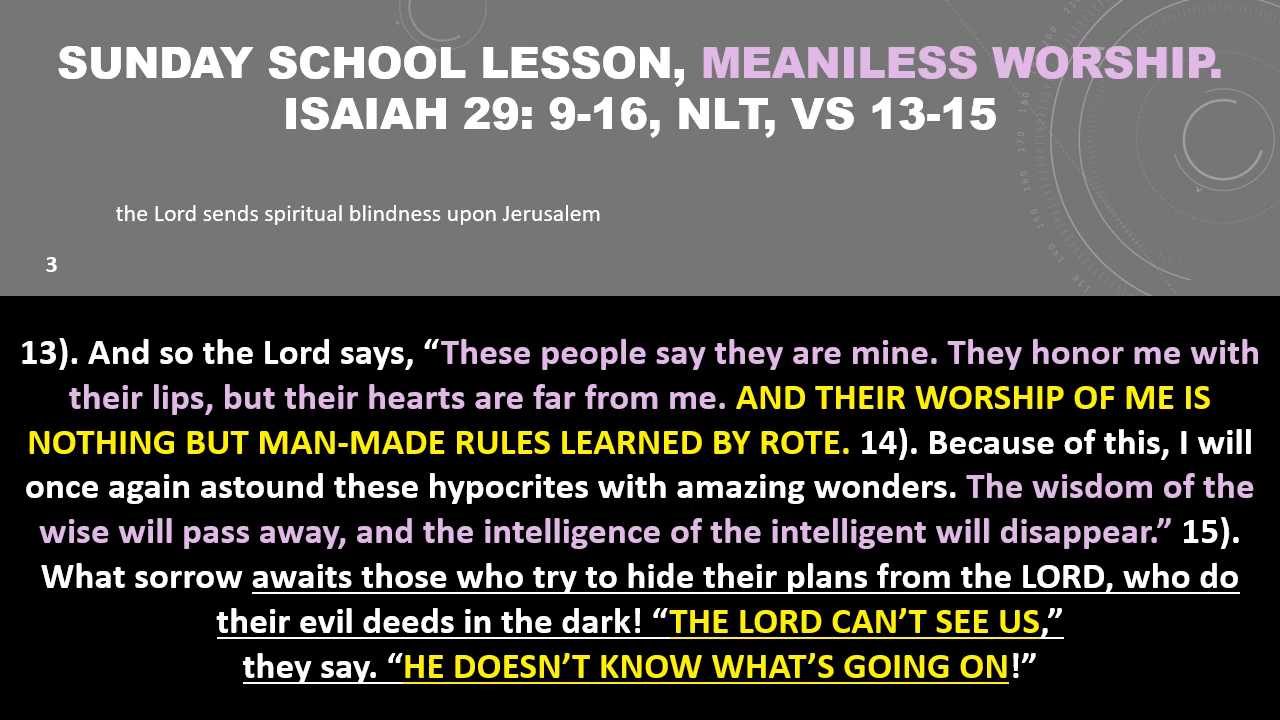 SUNDAY SCHOOL LESSON, MEANILESS WORSHIP.
ISAIAH 29: 9-16, NLT, VS 13-15
the Lord sends spiritual blindness upon Jerusalem
3
13). And so the Lord says, “These people say they are mine. They honor me with
their lips, but their hearts are far from me. AND THEIR WORSHIP OF ME IS
NOTHING BUT MAN-MADE RULES LEARNED BY ROTE. 14). Because of this, I will
once again astound these hypocrites with amazing wonders. The wisdom of the
wise will pass away, and the intelligence of the intelligent will disappear.” 15).
What sorrow awaits those who try to hide their plans from the LORD, who do
their evil deeds in the dark! “THE LORD CAN’T SEE US,”
they say. “HE DOESN’T KNOW WHAT’S GOING ON!”